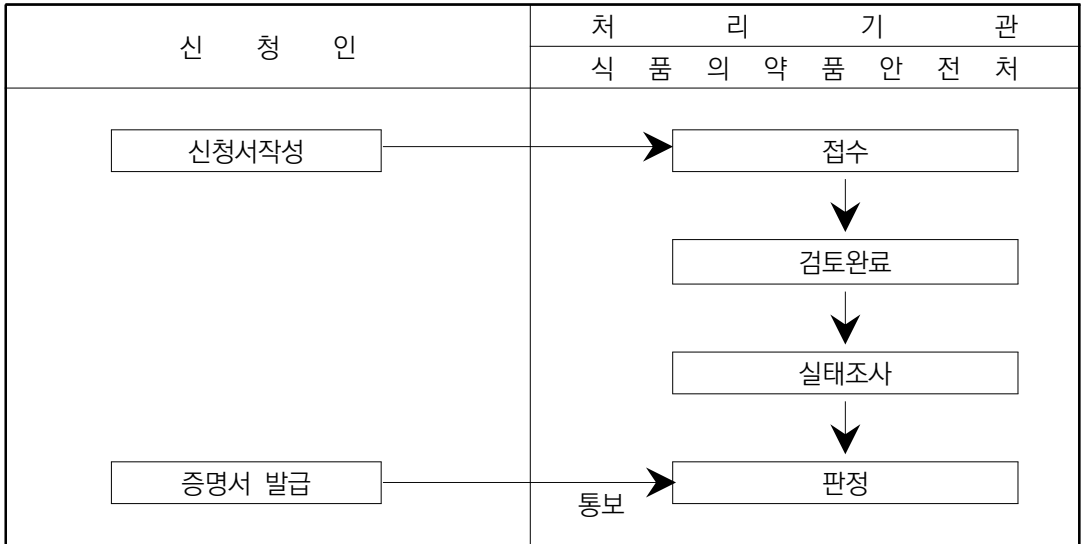 신 청 인
처 리 기 관
식 품 의 약 품 안 전 처
신청서작성
접수
검토완료
실태조사
증명서 발급
통보
판정